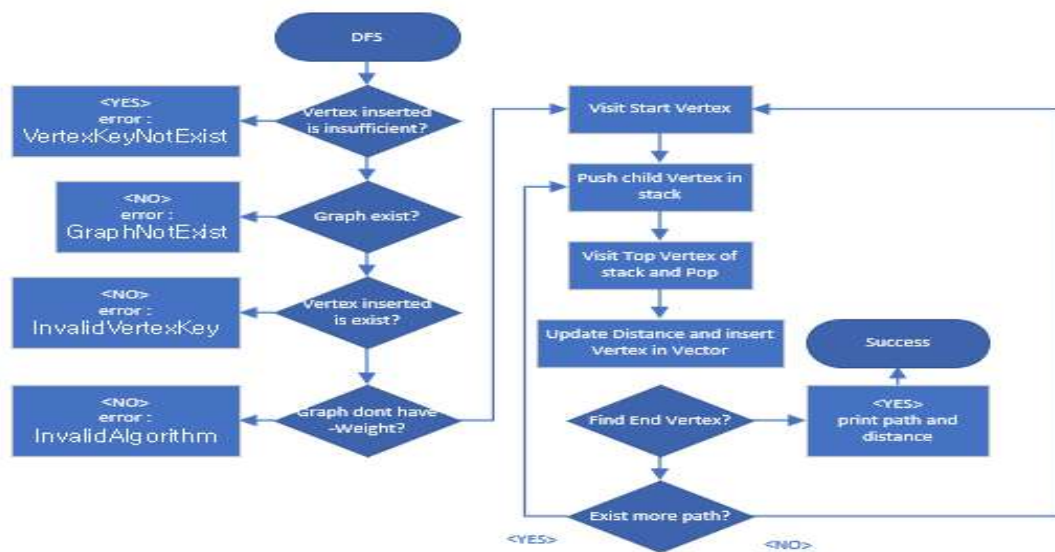 DFS
<YES>
error :
VertexKeyNotExist
Vertex inserted
is insufficient?
<NO>
error :
GraphNotExist
Graph exist?
<NO>
error :
InvalidVertexKey
Vertex inserted
is exist?
<NO>
error :
InvalidAlgorithm
Graph dont have
-Weight?
Visit Start Vertex
Push child Vertex in
stack
Visit Top Vertex of
stack and Pop
Update Distance and insert
Vertex in Vector
Find End Vertex?
<YES>
print path and
distance
Success
Exist more path?
<YES>
<NO>